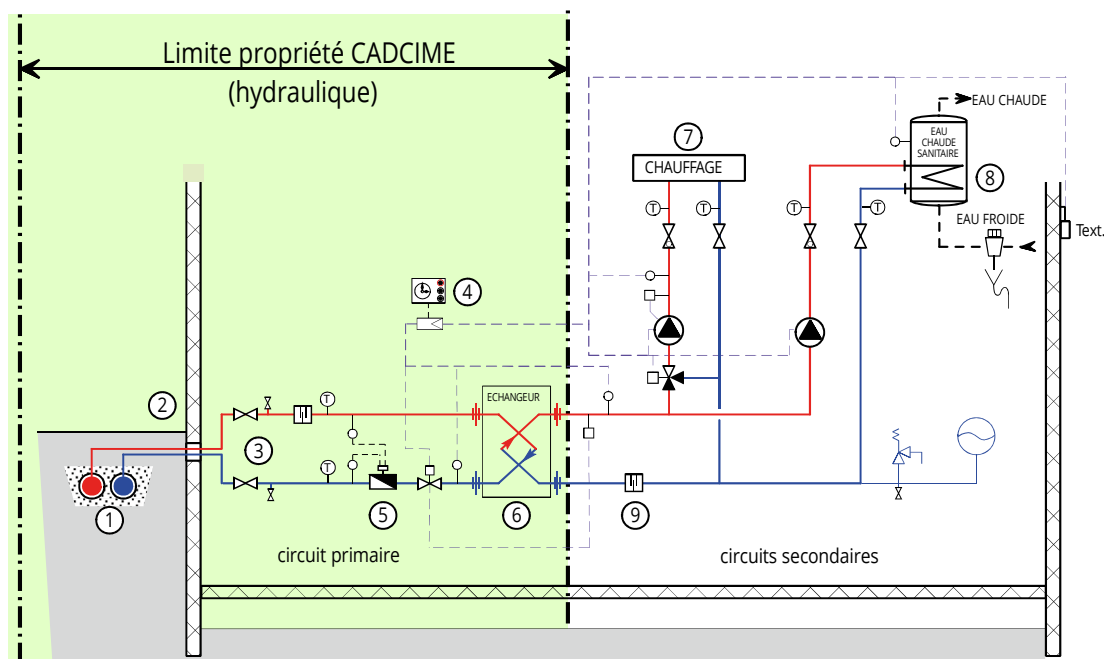 Limite propriété CADCIME
(hydraulique)
EAU CHAUDE
7
EAU
CHAUDE
SANITAIRE
CHAUFFAGE
8
T
T
T
T
EAU FROIDE
Text.
4
2
ECHANGEUR
T
3
T
1
5
6
9
circuit primaire
circuits secondaires